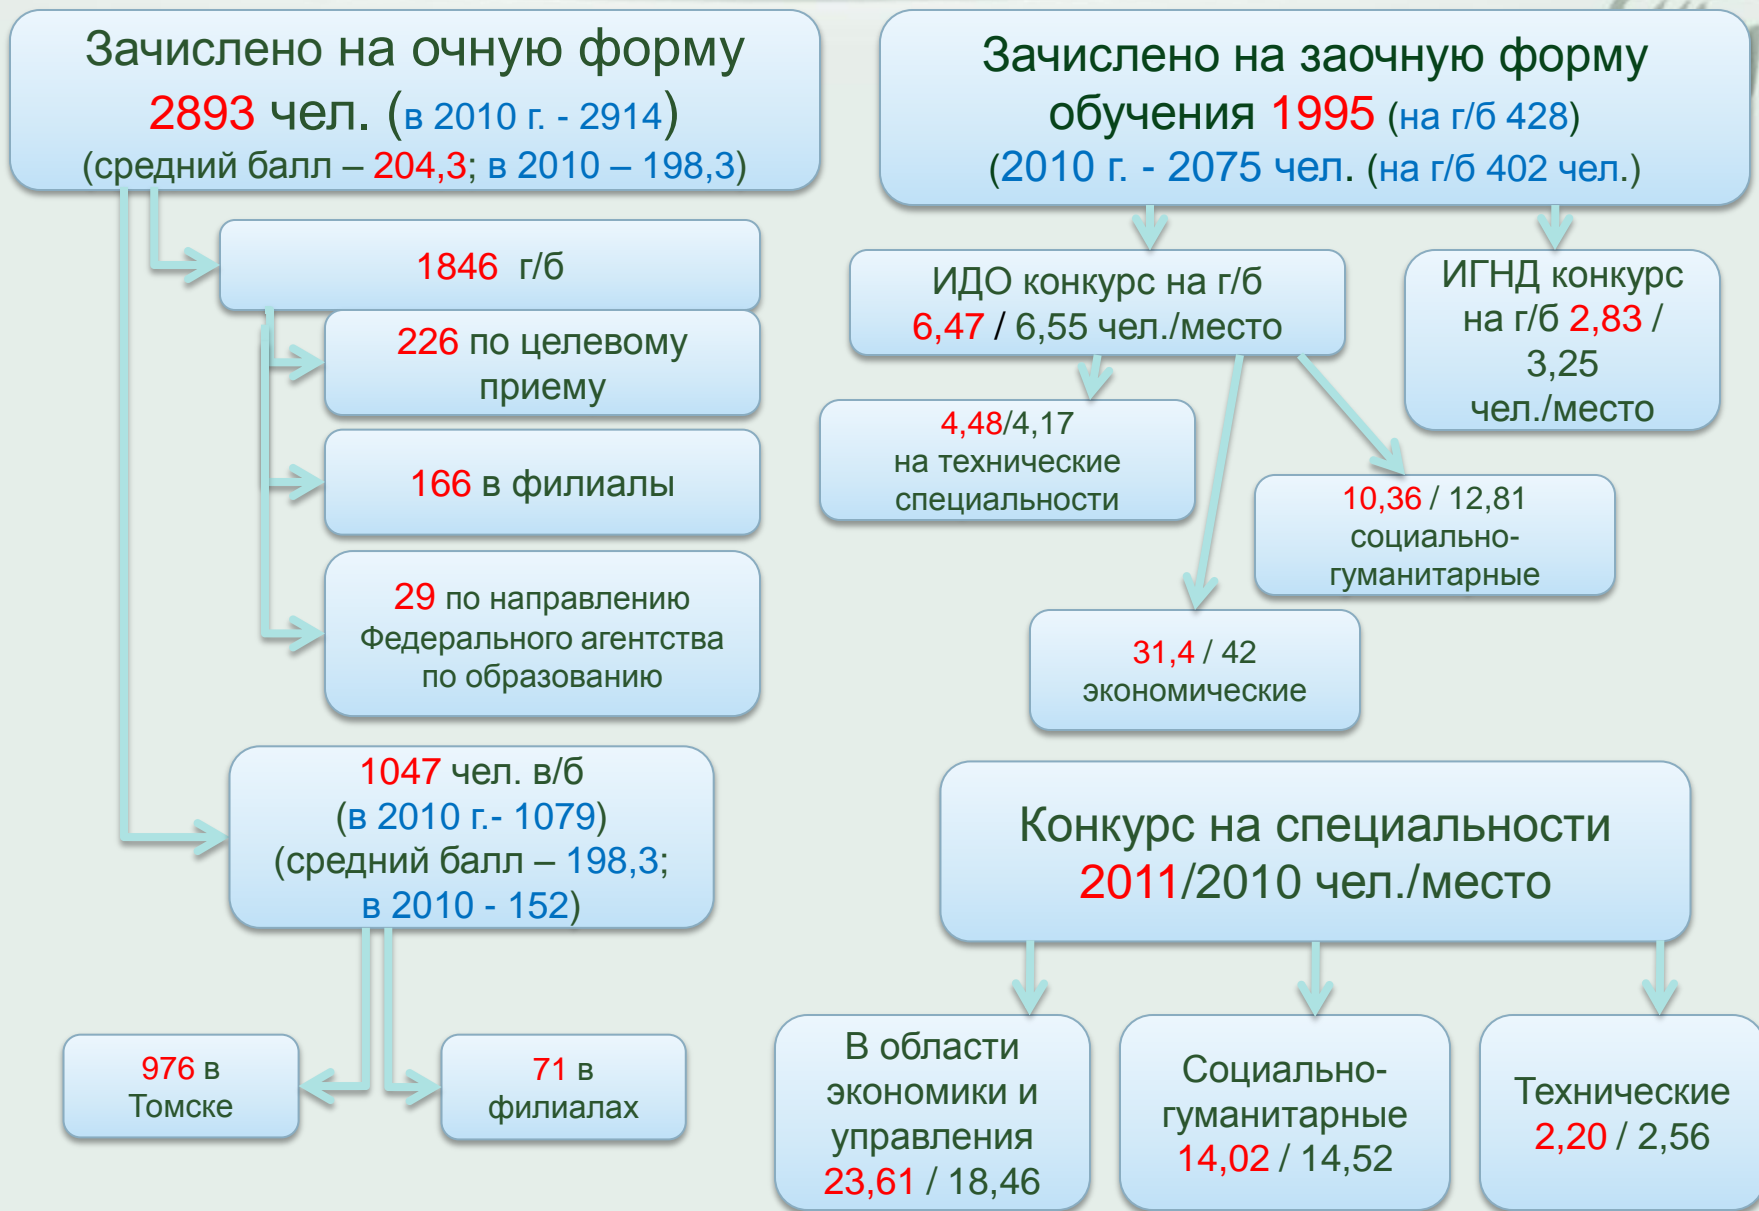 Зачислено на очную форму
2893 чел. (в 2010 г. - 2914)
(средний балл – 204,3; в 2010 – 198,3)
1846 г/б
226 по целевому
приему
166 в филиалы
29 по направлению
Федерального агентства
по образованию
1047 чел. в/б
(в 2010 г.- 1079)
(средний балл – 198,3;
в 2010 - 152)
976 в
Томске
71 в
филиалах
Зачислено на заочную форму
обучения 1995 (на г/б 428)
(2010 г. - 2075 чел. (на г/б 402 чел.)
ИДО конкурс на г/б
6,47 / 6,55 чел./место
ИГНД конкурс
на г/б 2,83 /
3,25
чел./место
4,48/4,17
на технические
специальности
10,36 / 12,81
социально-
гуманитарные
31,4 / 42
экономические
Конкурс на специальности
2011/2010 чел./место
В области
экономики и
управления
23,61 / 18,46
Социально-
гуманитарные
14,02 / 14,52
Технические
2,20 / 2,56